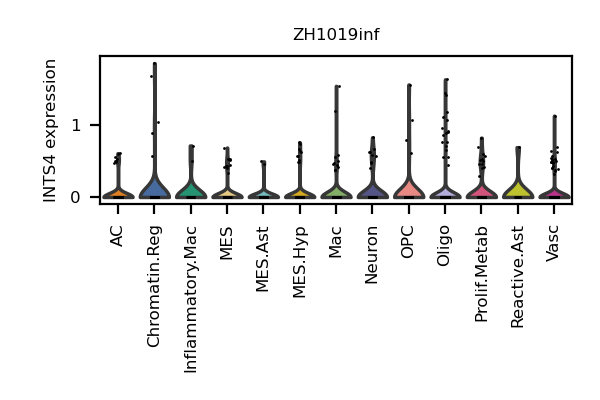 ZH1019inf
INTS4 expression
1
0
AC
Chromatin.Reg
Inflammatory.Mac
MES
MES.Ast
MES.Hyp
Mac
Neuron
OPC
Oligo
Prolif.Metab
Reactive.Ast
Vasc